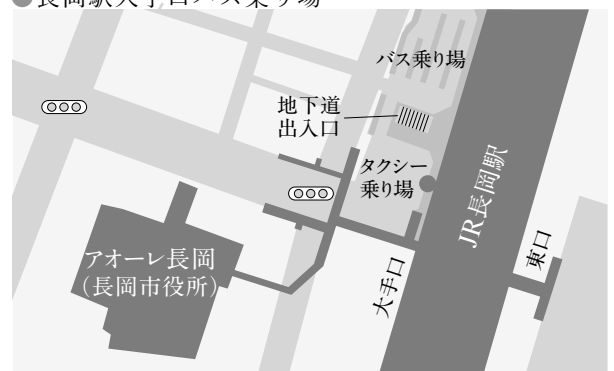 ●長岡駅大手口バス乗り場
バス乗り場
地下道
出入口
タクシー
乗り場
JR長岡駅
東口
大手口
アオーレ長岡
（長岡市役所）